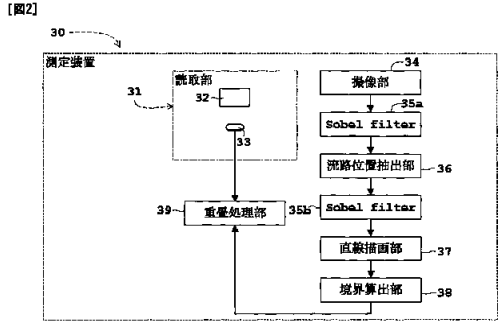 [図2]
30
測定装置
読取部
31
32
33
34
撮像部
35a
Sobel filter
流路位置抽出部
36
39
重畳処理部
35b
Sobel filter
直線描画部
37
境界算出部
38